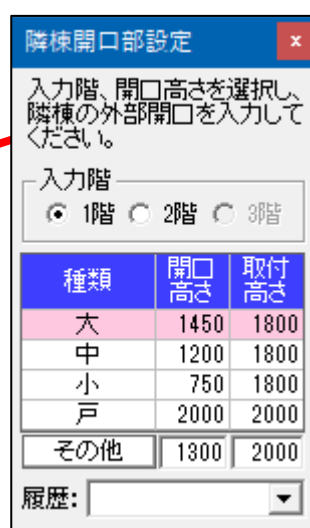 隣棟開口部設定
x
入力階、開口高さを選択し、
隣棟の外部開口を入力して
ください。
入力階
1階 2階 3階
種類 開口高さ 取付高さ
大 1450 1800
中 1200 1800
小 750 1800
戸 2000 2000
その他 1300 2000
履歴: